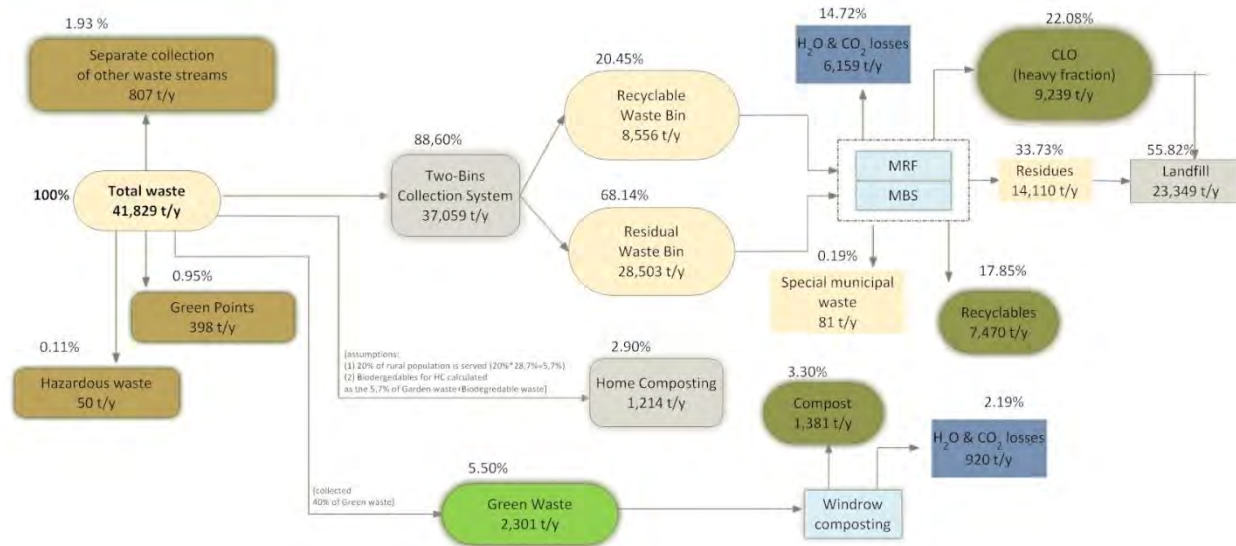 1.93 %
Separate collection
of other waste streams
807 t/y
100%
Total waste
41,829 t/y
0.95%
Green Points
398 t/y
0.11%
Hazardous waste
50 t/y
88,60%
Two-Bins
Collection System
37,059 t/y
20.45%
Recyclable
Waste Bin
8,556 t/y
68.14%
Residual
Waste Bin
28,503 t/y
14.72%
H2O & CO2 losses
6,159 t/y
MRF
MBS
22.08%
CLO
(heavy fraction)
9,239 t/y
33.73%
Residues
14,110 t/y
55.82%
Landfill
23,349 t/y
0.19%
Special municipal
waste
81 t/y
17.85%
Recyclables
7,470 t/y
(assumptions:
(1) 20% of rural population is served (20%*28,7%=5,7%)
(2) Biodergedables for HC calculated
as the 5,7% of Garden waste+Biodegredable waste)
2.90%
Home Composting
1,214 t/y
(collected
40% of Green waste)
5.50%
Green Waste
2,301 t/y
3.30%
Compost
1,381 t/y
2.19%
H2O & CO2 losses
920 t/y
Windrow
composting